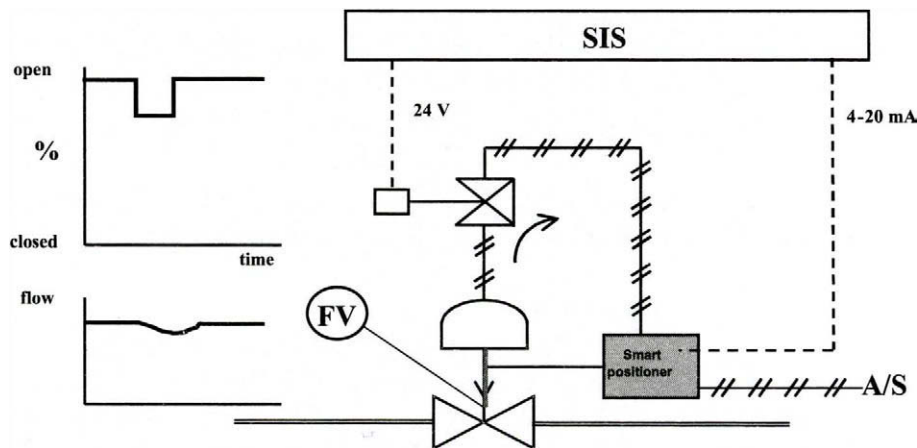 SIS
open
24 V
4-20 mA
%
closed
time
flow
FV
Smart
positioner
A/S